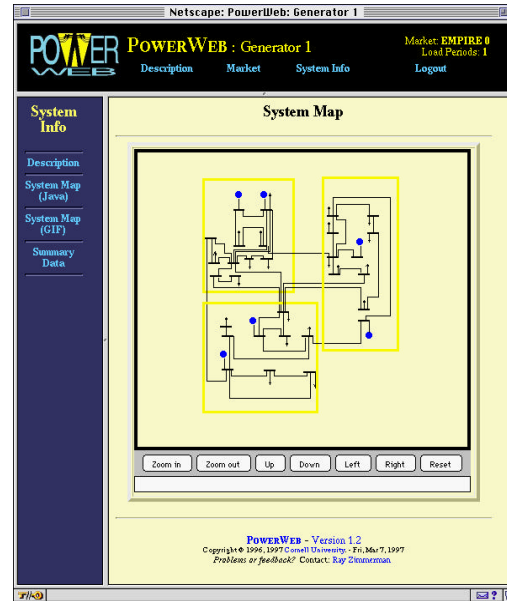 Netscape: PowerWeb: Generator 1
POWER
WEB
POWERWEB : Generator 1
Market: EMPIRE 0
Load Periods: 1
Description Market System Info Logout
System
Info
Description
System Map
(Java)
System Map
(GIF)
Summary
Data
System Map
Zoom in Zoom out Up Down Left Right Reset
POWERWEB - Version 1.2
Copyright © 1996, 1997 Cornell University. - Fri, Mar 7, 1997
Problems or feedback? Contact: Ray Zimmerman